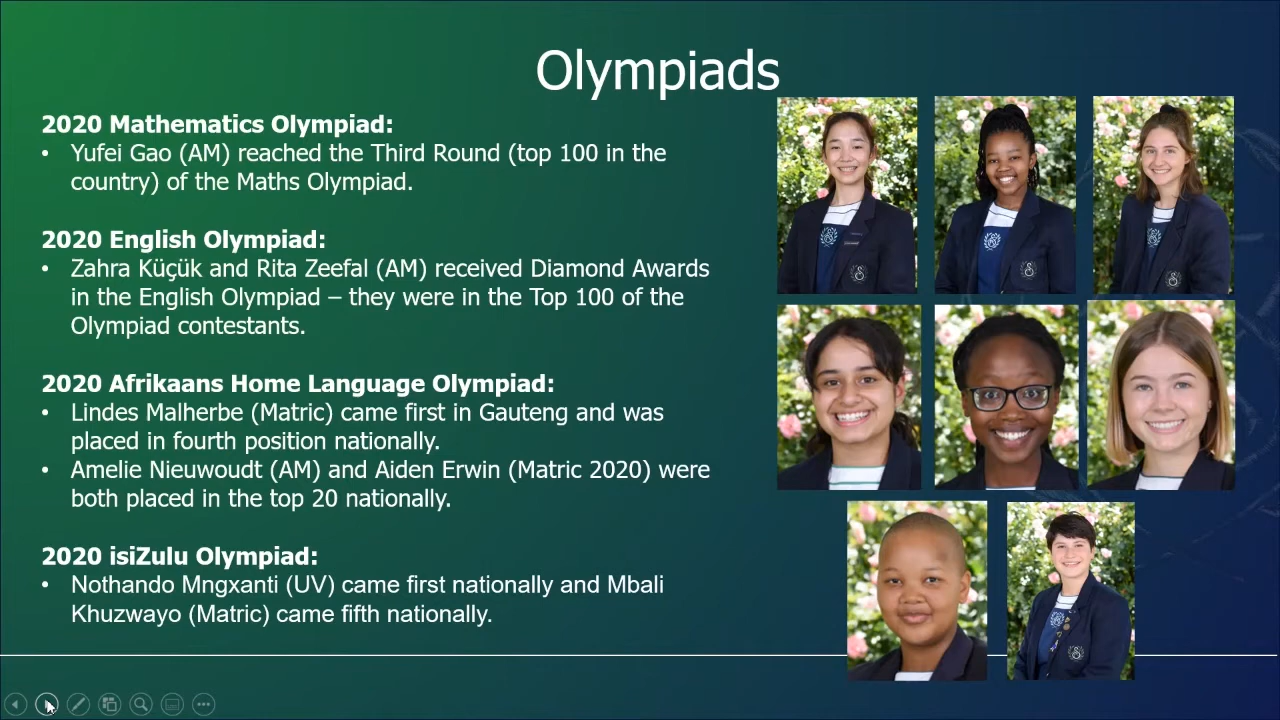 Olympiads
2020 Mathematics Olympiad:
• Yufei Gao (AM) reached the Third Round (top 100 in the
country) of the Maths Olympiad.
2020 English Olympiad:
• Zahra Küçük and Rita Zeefal (AM) received Diamond Awards
in the English Olympiad – they were in the Top 100 of the
Olympiad contestants.
2020 Afrikaans Home Language Olympiad:
• Lindes Malherbe (Matric) came first in Gauteng and was
placed in fourth position nationally.
• Amelie Nieuwoudt (AM) and Aiden Erwin (Matric 2020) were
both placed in the top 20 nationally.
2020 isiZulu Olympiad:
• Nothando Mngxanti (UV) came first nationally and Mbali
Khuzwayo (Matric) came fifth nationally.